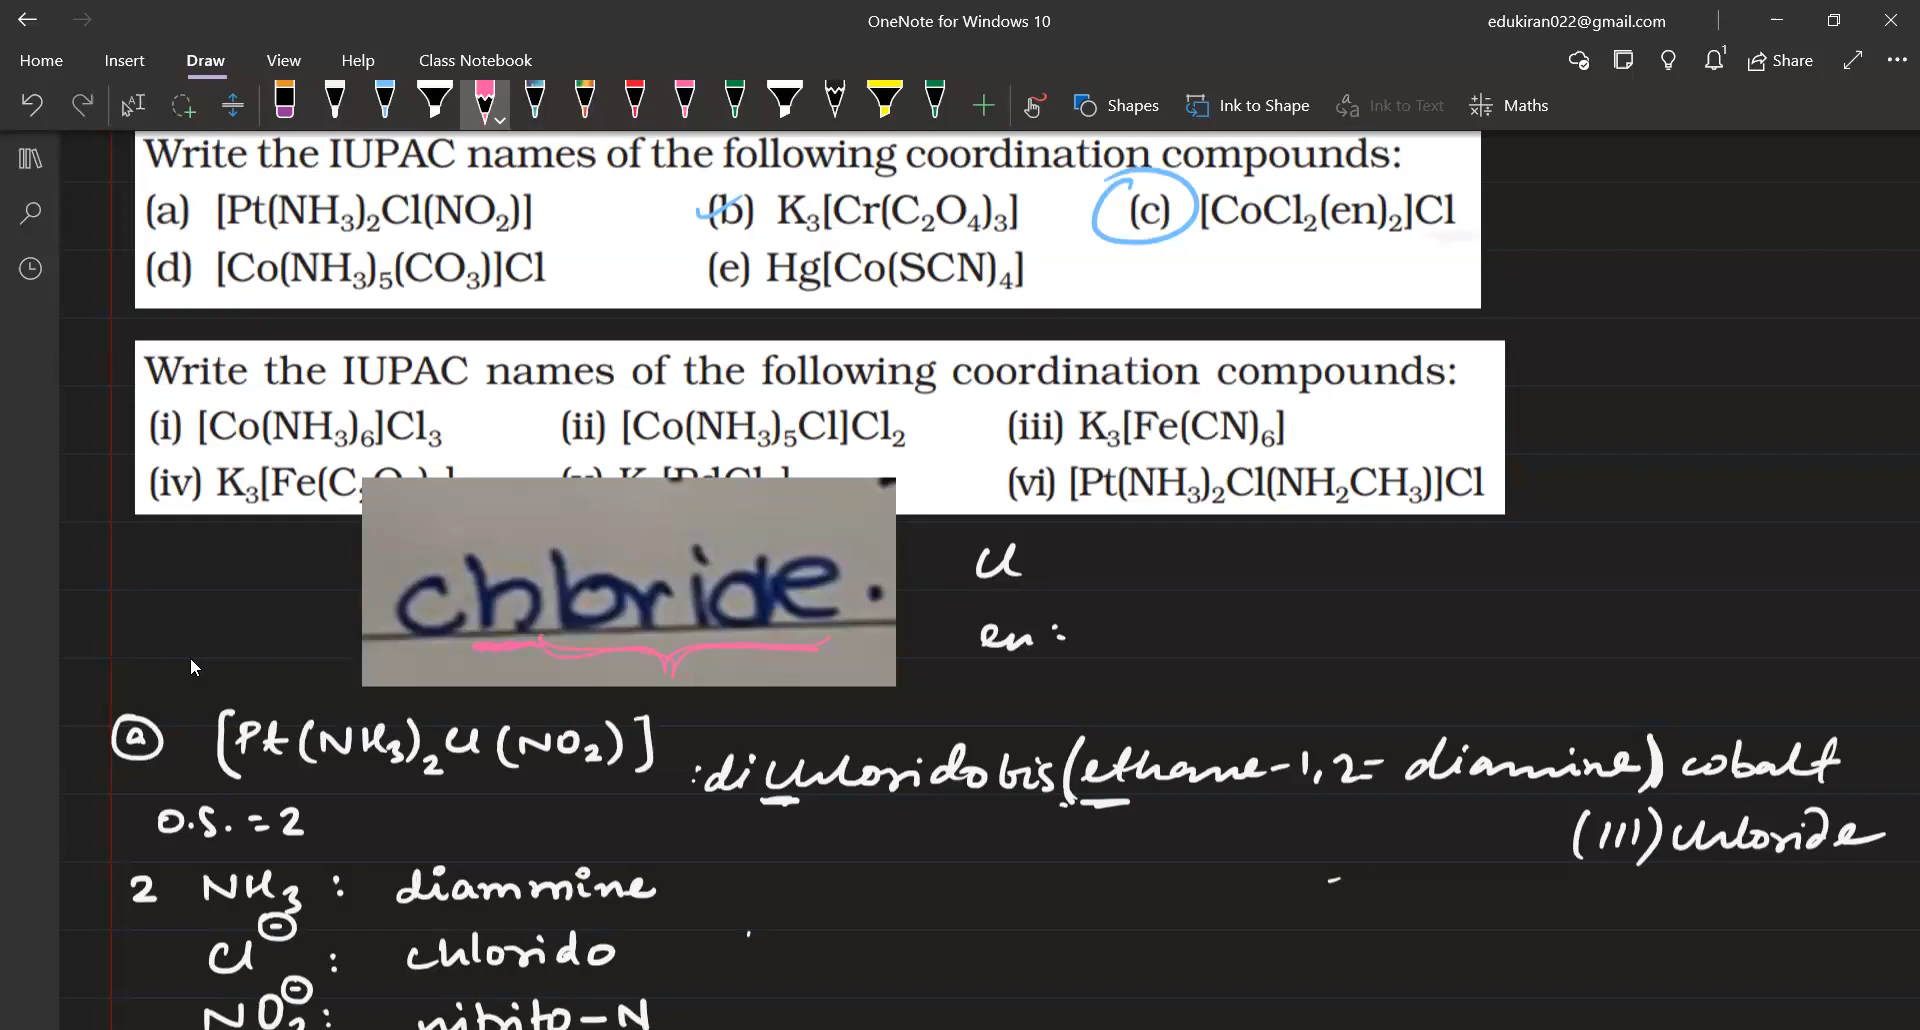 OneNote for Windows 10
edukiran022@gmail.com
Home Insert Draw View Help Class Notebook
1 Share
Shapes Ink to Shape Ink to Text Maths
Write the IUPAC names of the following coordination compounds:
(a) [Pt(NH₃)₂Cl(NO₂)] (b) K₃[Cr(C₂O₄)₃] (c) [CoCl₂(en)₂]Cl
(d) [Co(NH₃)₅(CO₃)]Cl (e) Hg[Co(SCN)₄]
Write the IUPAC names of the following coordination compounds:
(i) [Co(NH₃)₆]Cl₃ (ii) [Co(NH₃)₅Cl]Cl₂ (iii) K₃[Fe(CN)₆]
(iv) K₃[Fe(C (vi) [Pt(NH₃)₂Cl(NH₂CH₃)]Cl
chloride.
Cl
en :
(a) [Pt(NH₃)₂Cl(NO₂)]
: dichloridobis(ethane-1,2-diamine) cobalt
(III) chloride
O.S. = 2
2 NH₃ : diammine
Cl⊖ : chlorido
NO₂⊖ : nitrito-N